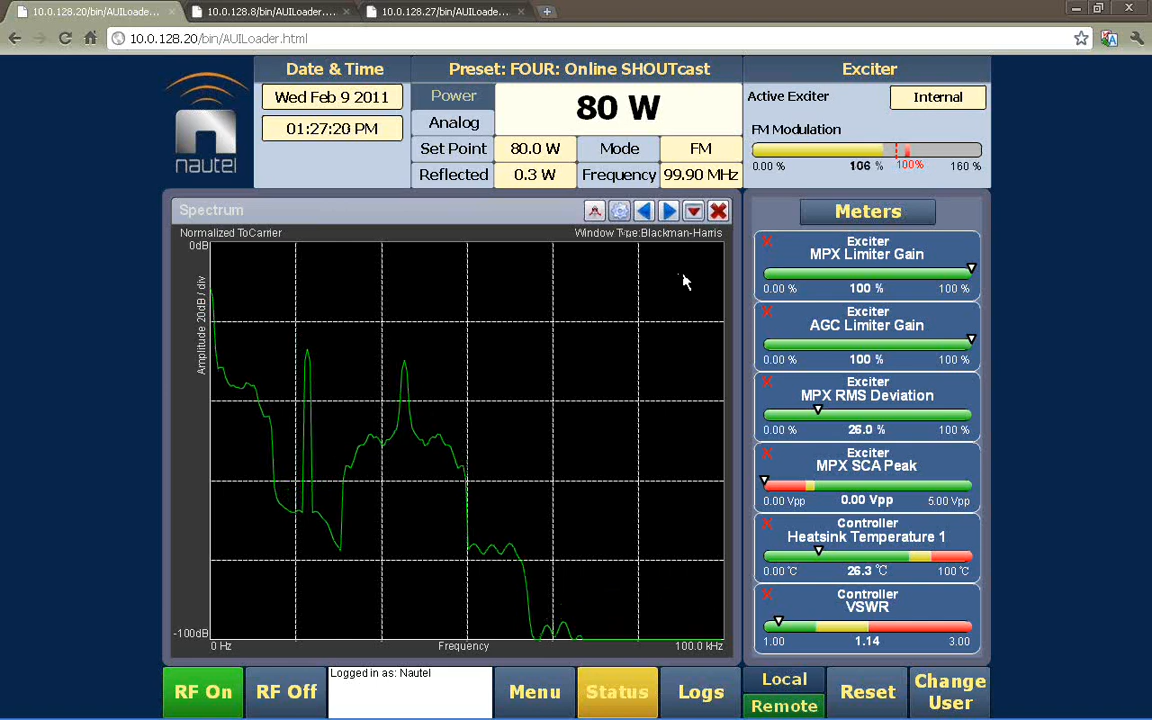 10.0.128.20/bin/AUILoade...
10.0.128.8/bin/AUILoader....
10.0.128.27/bin/AUILoade...
10.0.128.20/bin/AUILoader.html
nautel
Date & Time
Wed Feb 9 2011
01:27:20 PM
Preset: FOUR: Online SHOUTcast
Power
80 W
Analog
Set Point
80.0 W
Mode
FM
Reflected
0.3 W
Frequency
99.90 MHz
Exciter
Active Exciter
Internal
FM Modulation
0.00 %
106 %
100%
160 %
Spectrum
Normalized To Carrier
Window Type:Blackman-Harris
0dB
Amplitude 20dB / div
-100dB
0 Hz
Frequency
100.0 kHz
Meters
Exciter
MPX Limiter Gain
0.00 %
100 %
100 %
Exciter
AGC Limiter Gain
0.00 %
100 %
100 %
Exciter
MPX RMS Deviation
0.00 %
26.0 %
100 %
Exciter
MPX SCA Peak
0.00 Vpp
0.00 Vpp
5.00 Vpp
Controller
Heatsink Temperature 1
0.00 °C
26.3 °C
100 °C
Controller
VSWR
1.00
1.14
3.00
RF On
RF Off
Logged in as: Nautel
Menu
Status
Logs
Local
Remote
Reset
Change
User